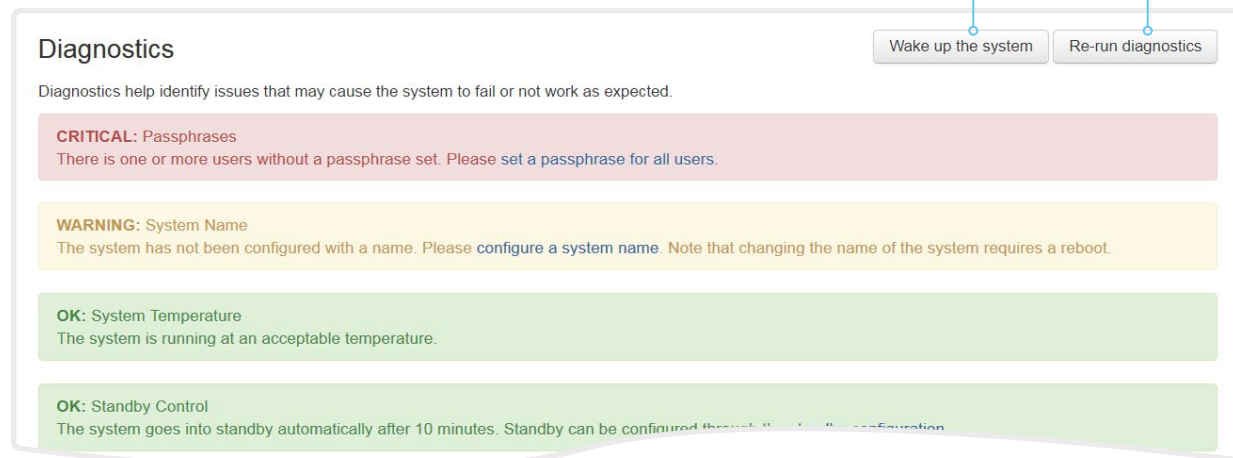 Diagnostics
Wake up the system
Re-run diagnostics
Diagnostics help identify issues that may cause the system to fail or not work as expected.
CRITICAL: Passphrases
There is one or more users without a passphrase set. Please set a passphrase for all users.
WARNING: System Name
The system has not been configured with a name. Please configure a system name. Note that changing the name of the system requires a reboot.
OK: System Temperature
The system is running at an acceptable temperature.
OK: Standby Control
The system goes into standby automatically after 10 minutes. Standby can be configured through the standby configuration